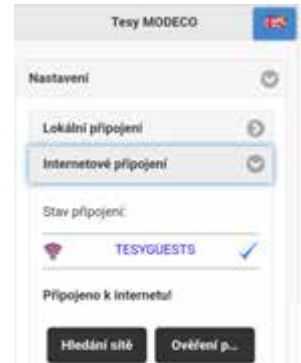 Tesy MODECO
Nastavení
Lokální připojení
Internetové připojení
Stav připojení:
TESYGUESTS
Připojeno k internetu!
Hledání sítě Ověření p...